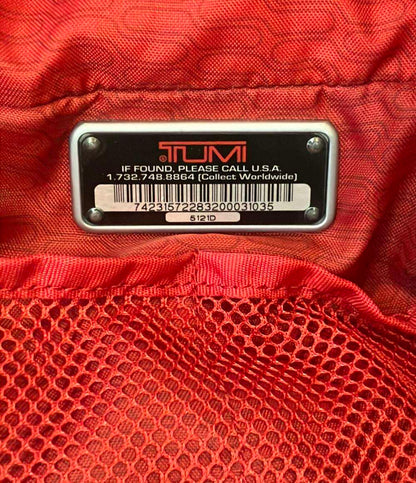 TUMI
IF FOUND, PLEASE CALL U.S.A.
1.732.748.8864 (Collect Worldwide)
74231572283200031035
5121D